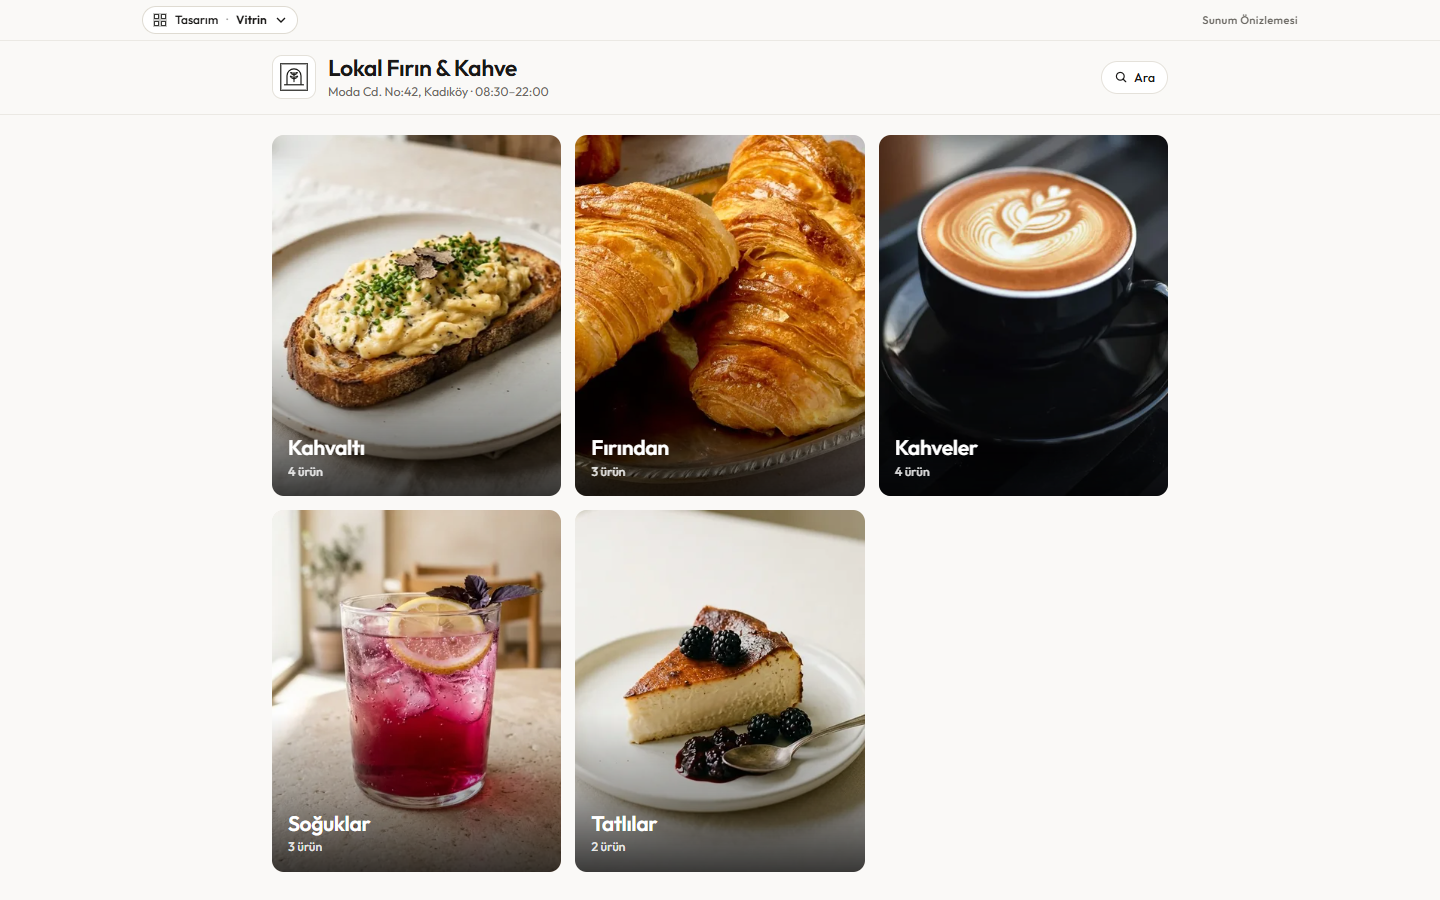 Tasarım · Vitrin
Sunum Önizlemesi
Lokal Fırın & Kahve
Moda Cd. No:42, Kadıköy · 08:30–22:00
Ara
Kahvaltı
4 ürün
Fırından
3 ürün
Kahveler
4 ürün
Soğuklar
3 ürün
Tatlılar
2 ürün